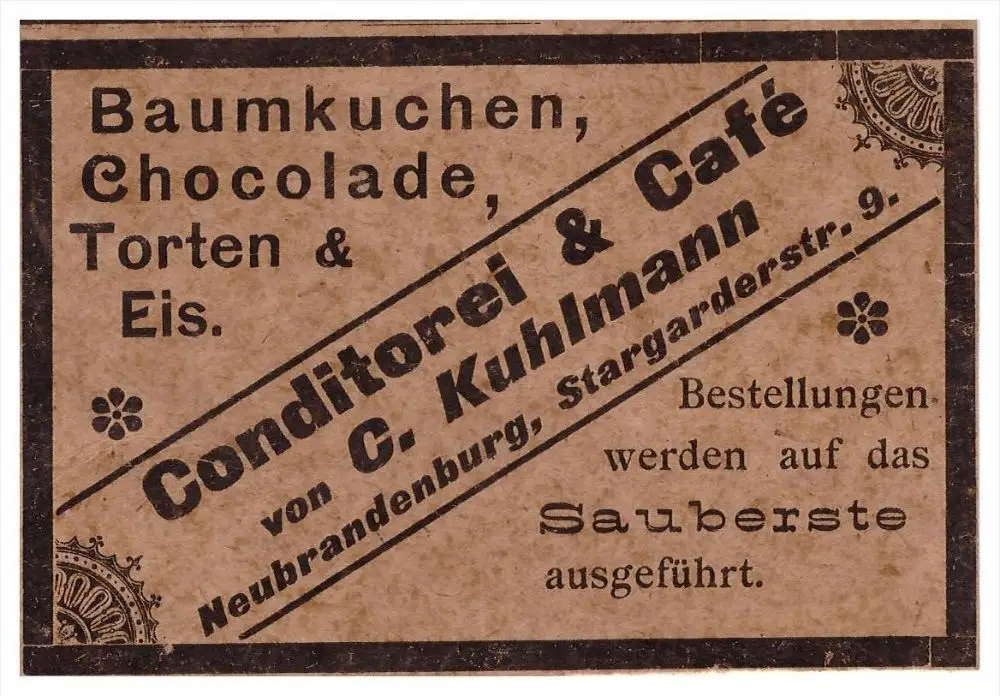 Baumkuchen,
Chocolade,
Torten &
Eis.
Conditorei & Café
von C. Kuhlmann
Neubrandenburg, Stargarderstr. 9.
Bestellungen
werden auf das
Sauberste
ausgeführt.